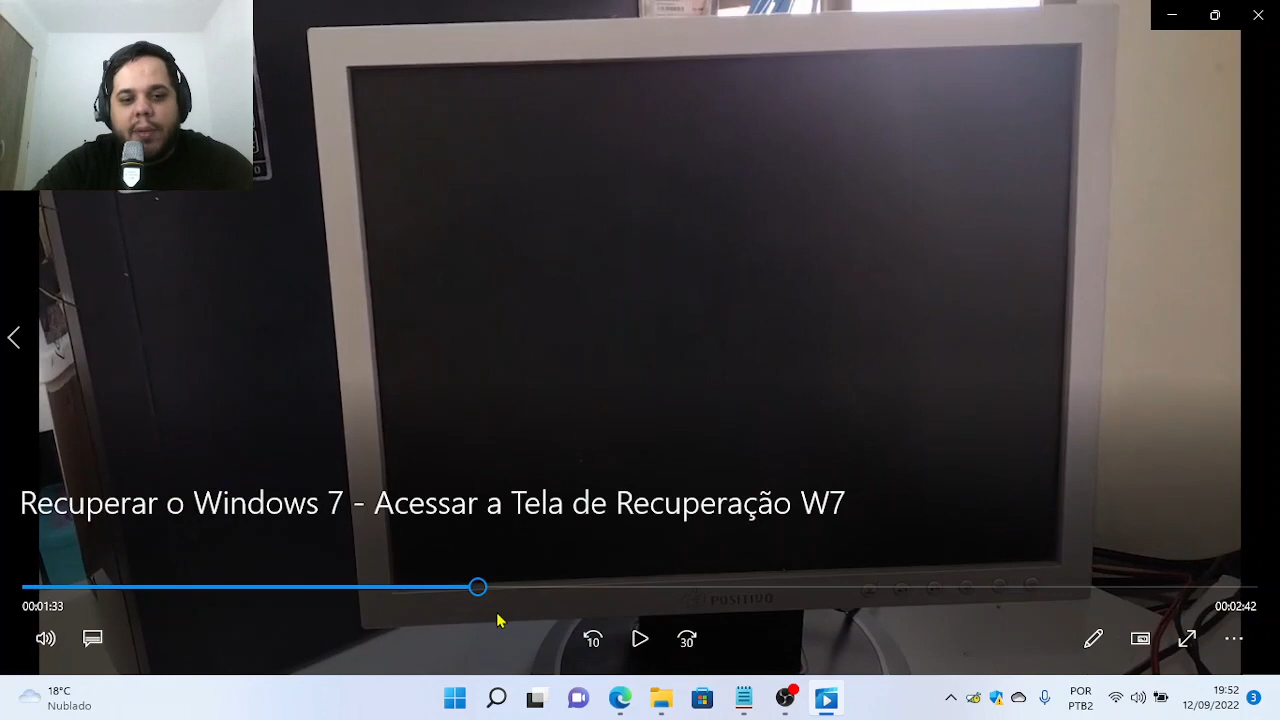 Recuperar o Windows 7 - Acessar a Tela de Recuperação W7
POSITIVO
00:01:33
00:02:42
10
30
18°C
Nublado
POR
PTB2
19:52
12/09/2022
3